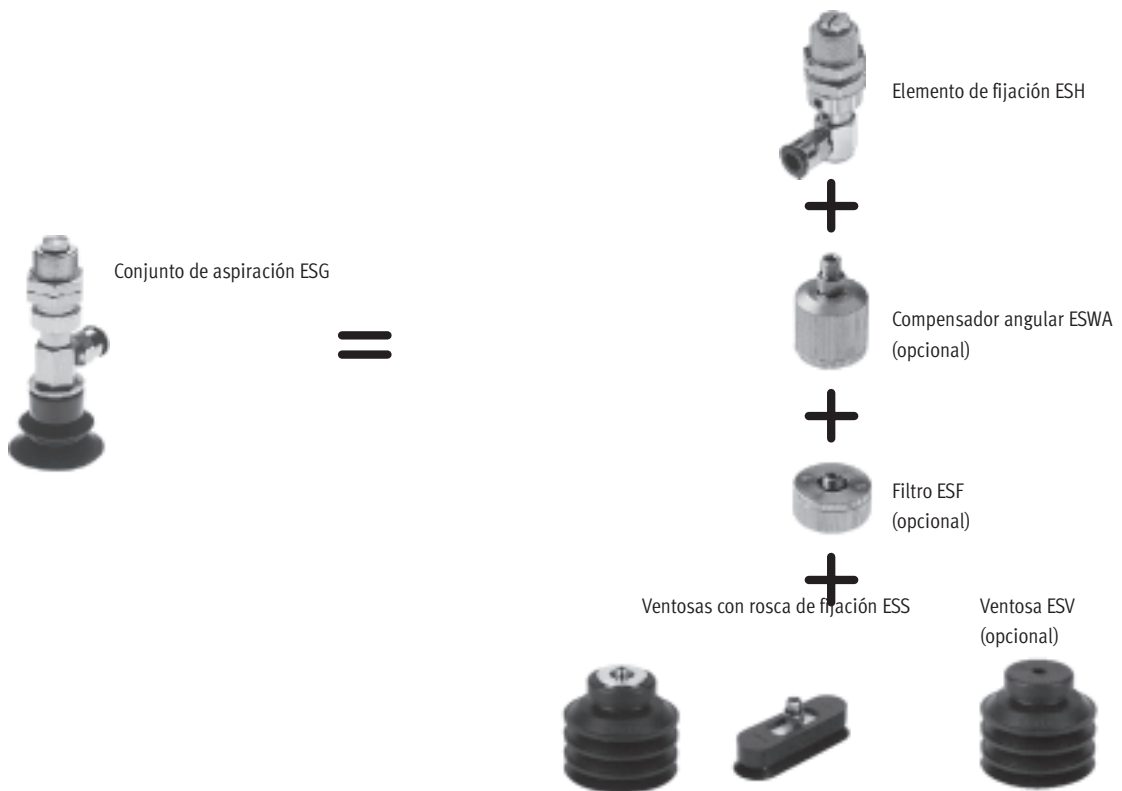 Elemento de fijación ESH
Conjunto de aspiración ESG
Compensador angular ESWA
(opcional)
Filtro ESF
(opcional)
Ventosas con rosca de fijación ESS
Ventosa ESV
(opcional)